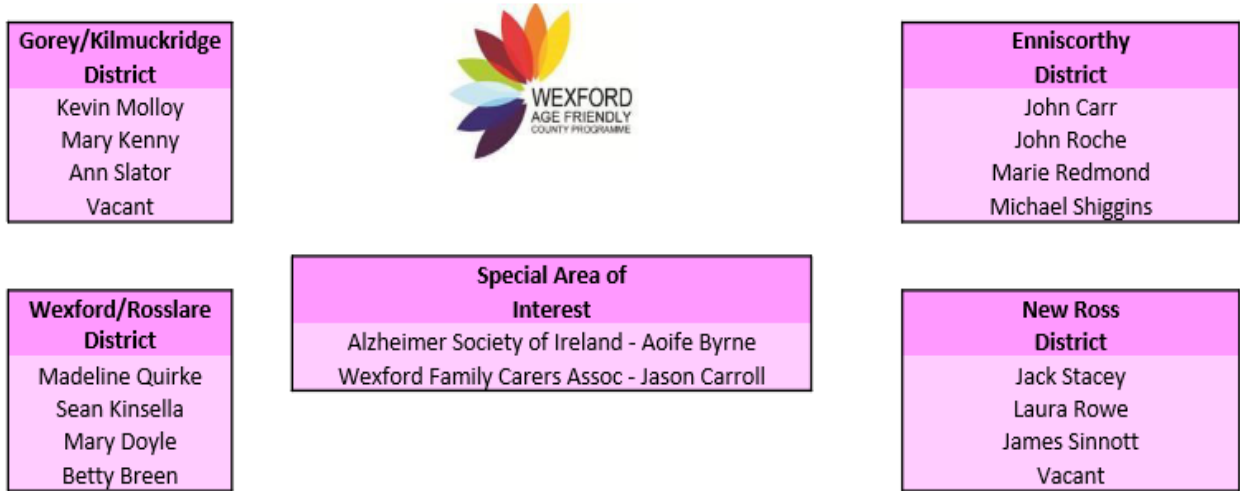 Gorey/Kilmuckridge
District
Kevin Molloy
Mary Kenny
Ann Slator
Vacant
WEXFORD
AGE FRIENDLY
COUNTY PROGRAMME
Enniscorthy
District
John Carr
John Roche
Marie Redmond
Michael Shiggins
Special Area of
Interest
Alzheimer Society of Ireland - Aoife Byrne
Wexford Family Carers Assoc - Jason Carroll
Wexford/Rosslare
District
Madeline Quirke
Sean Kinsella
Mary Doyle
Betty Breen
New Ross
District
Jack Stacey
Laura Rowe
James Sinnott
Vacant